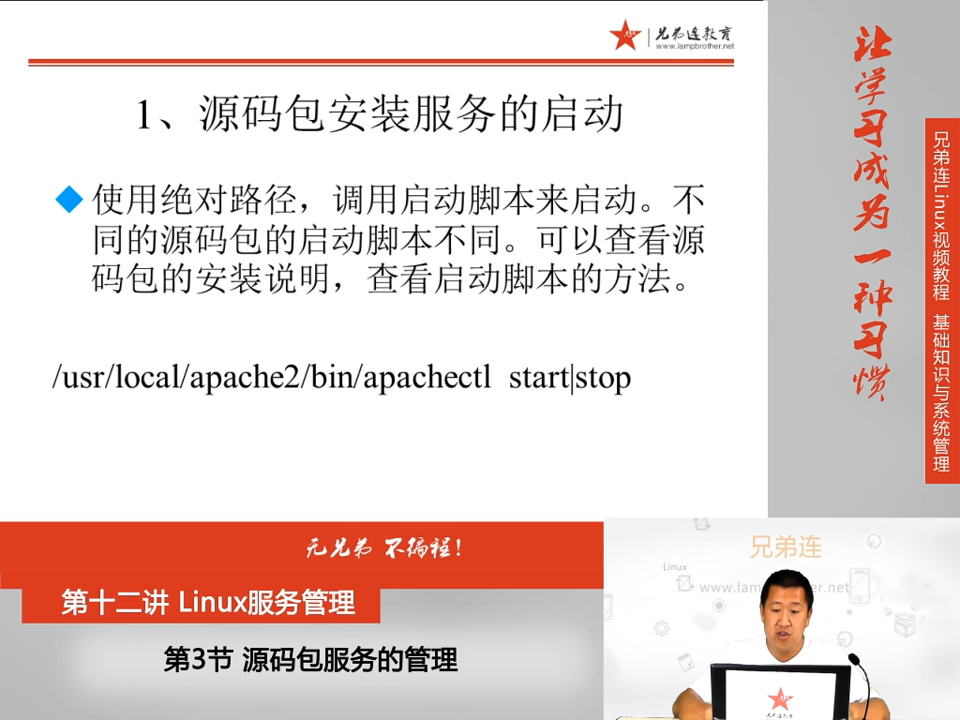 兄弟连教育
www.lampbrother.net
1、源码包安装服务的启动
使用绝对路径，调用启动脚本来启动。不
同的源码包的启动脚本不同。可以查看源
码包的安装说明，查看启动脚本的方法。
/usr/local/apache2/bin/apachectl start|stop
让学习成为一种习惯
兄弟连Linux视频教程 基础知识与系统管理
无兄弟 不编程!
第十二讲 Linux服务管理
第3节 源码包服务的管理
兄弟连
Linux